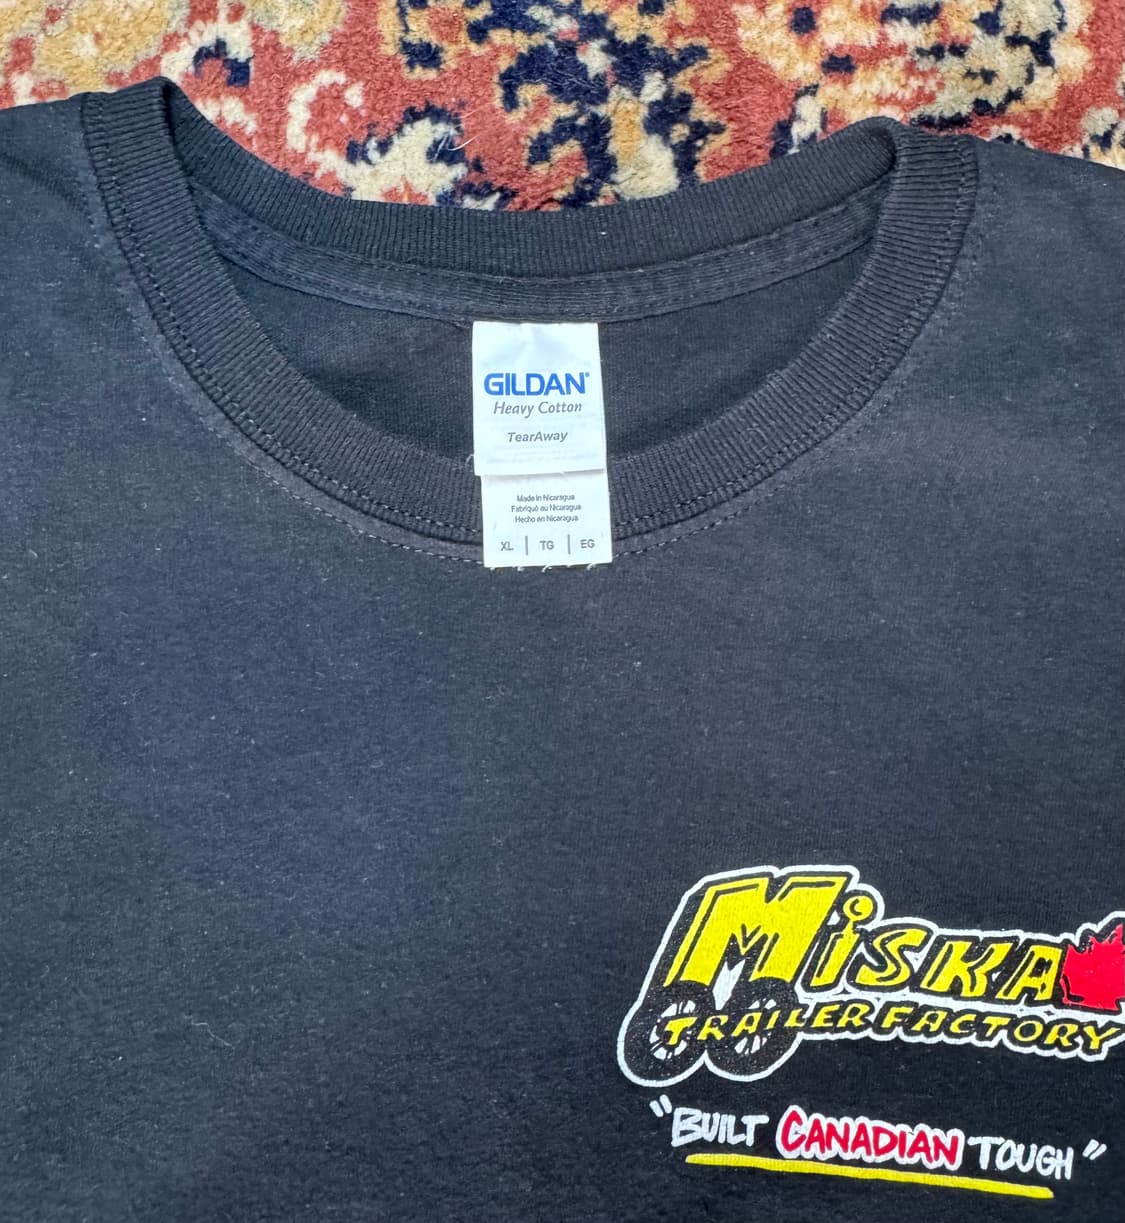 GILDAN®
Heavy Cotton
TearAway
Made in Nicaragua
Fabriqué au Nicaragua
Hecho en Nicaragua
XL | TG | EG
MiSKA
TRAILER FACTORY
"BUILT CANADIAN TOUGH"